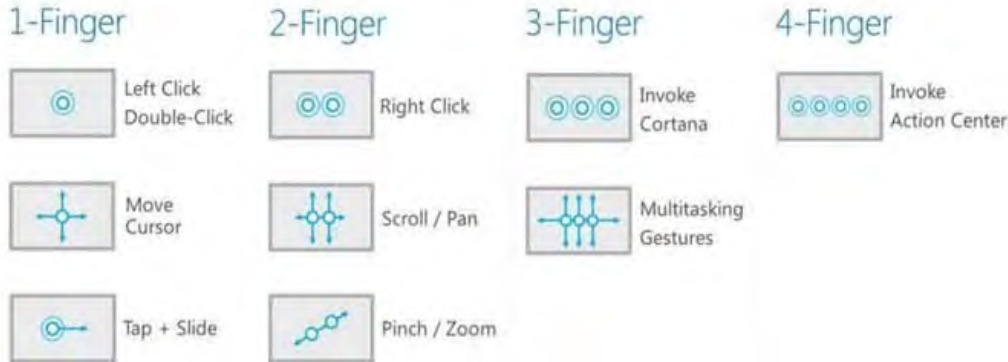 1-Finger
2-Finger
3-Finger
4-Finger
Left Click
Double-Click
Right Click
Invoke
Cortana
Invoke
Action Center
Move
Cursor
Scroll / Pan
Multitasking
Gestures
Tap + Slide
Pinch / Zoom